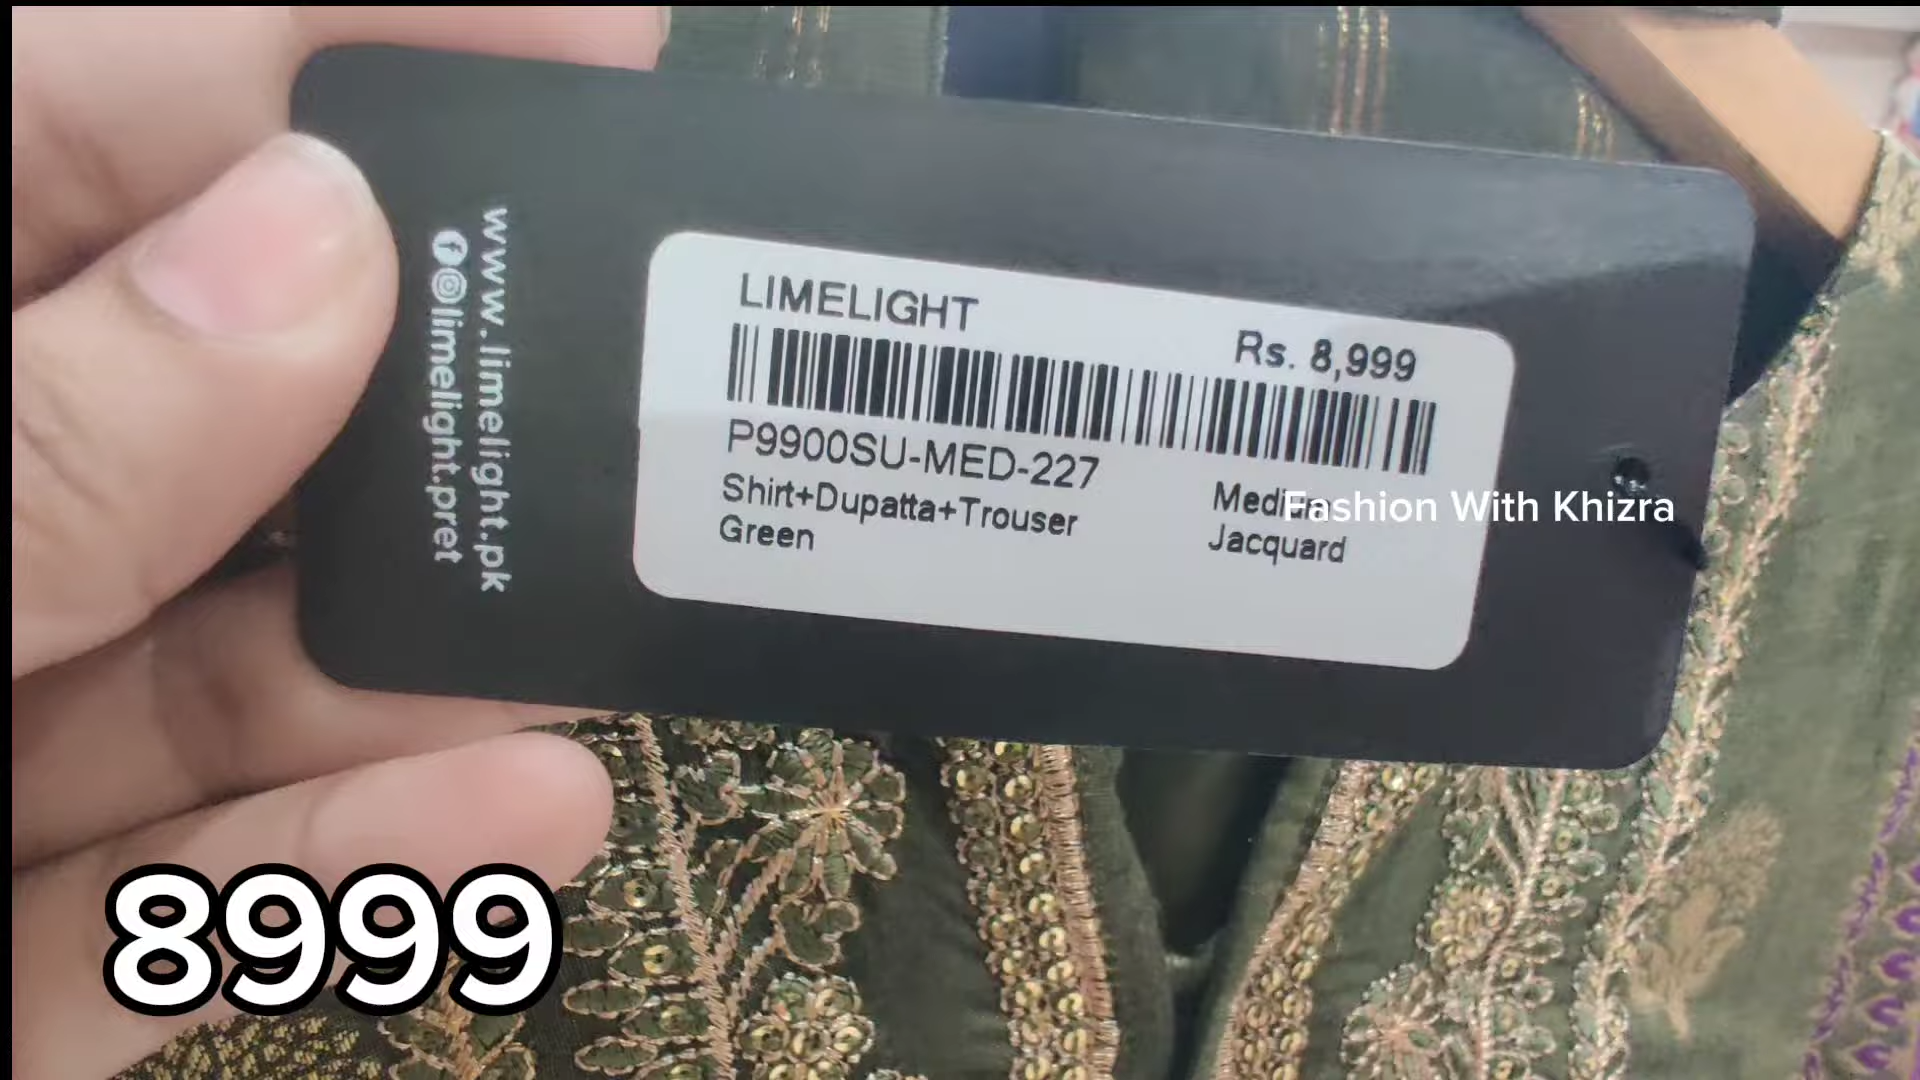 www.limelight.pk
@limelight.pret
LIMELIGHT
Rs. 8,999
P9900SU-MED-227
Shirt+Dupatta+Trouser
Medium
Green
Jacquard
Fashion With Khizra
8999